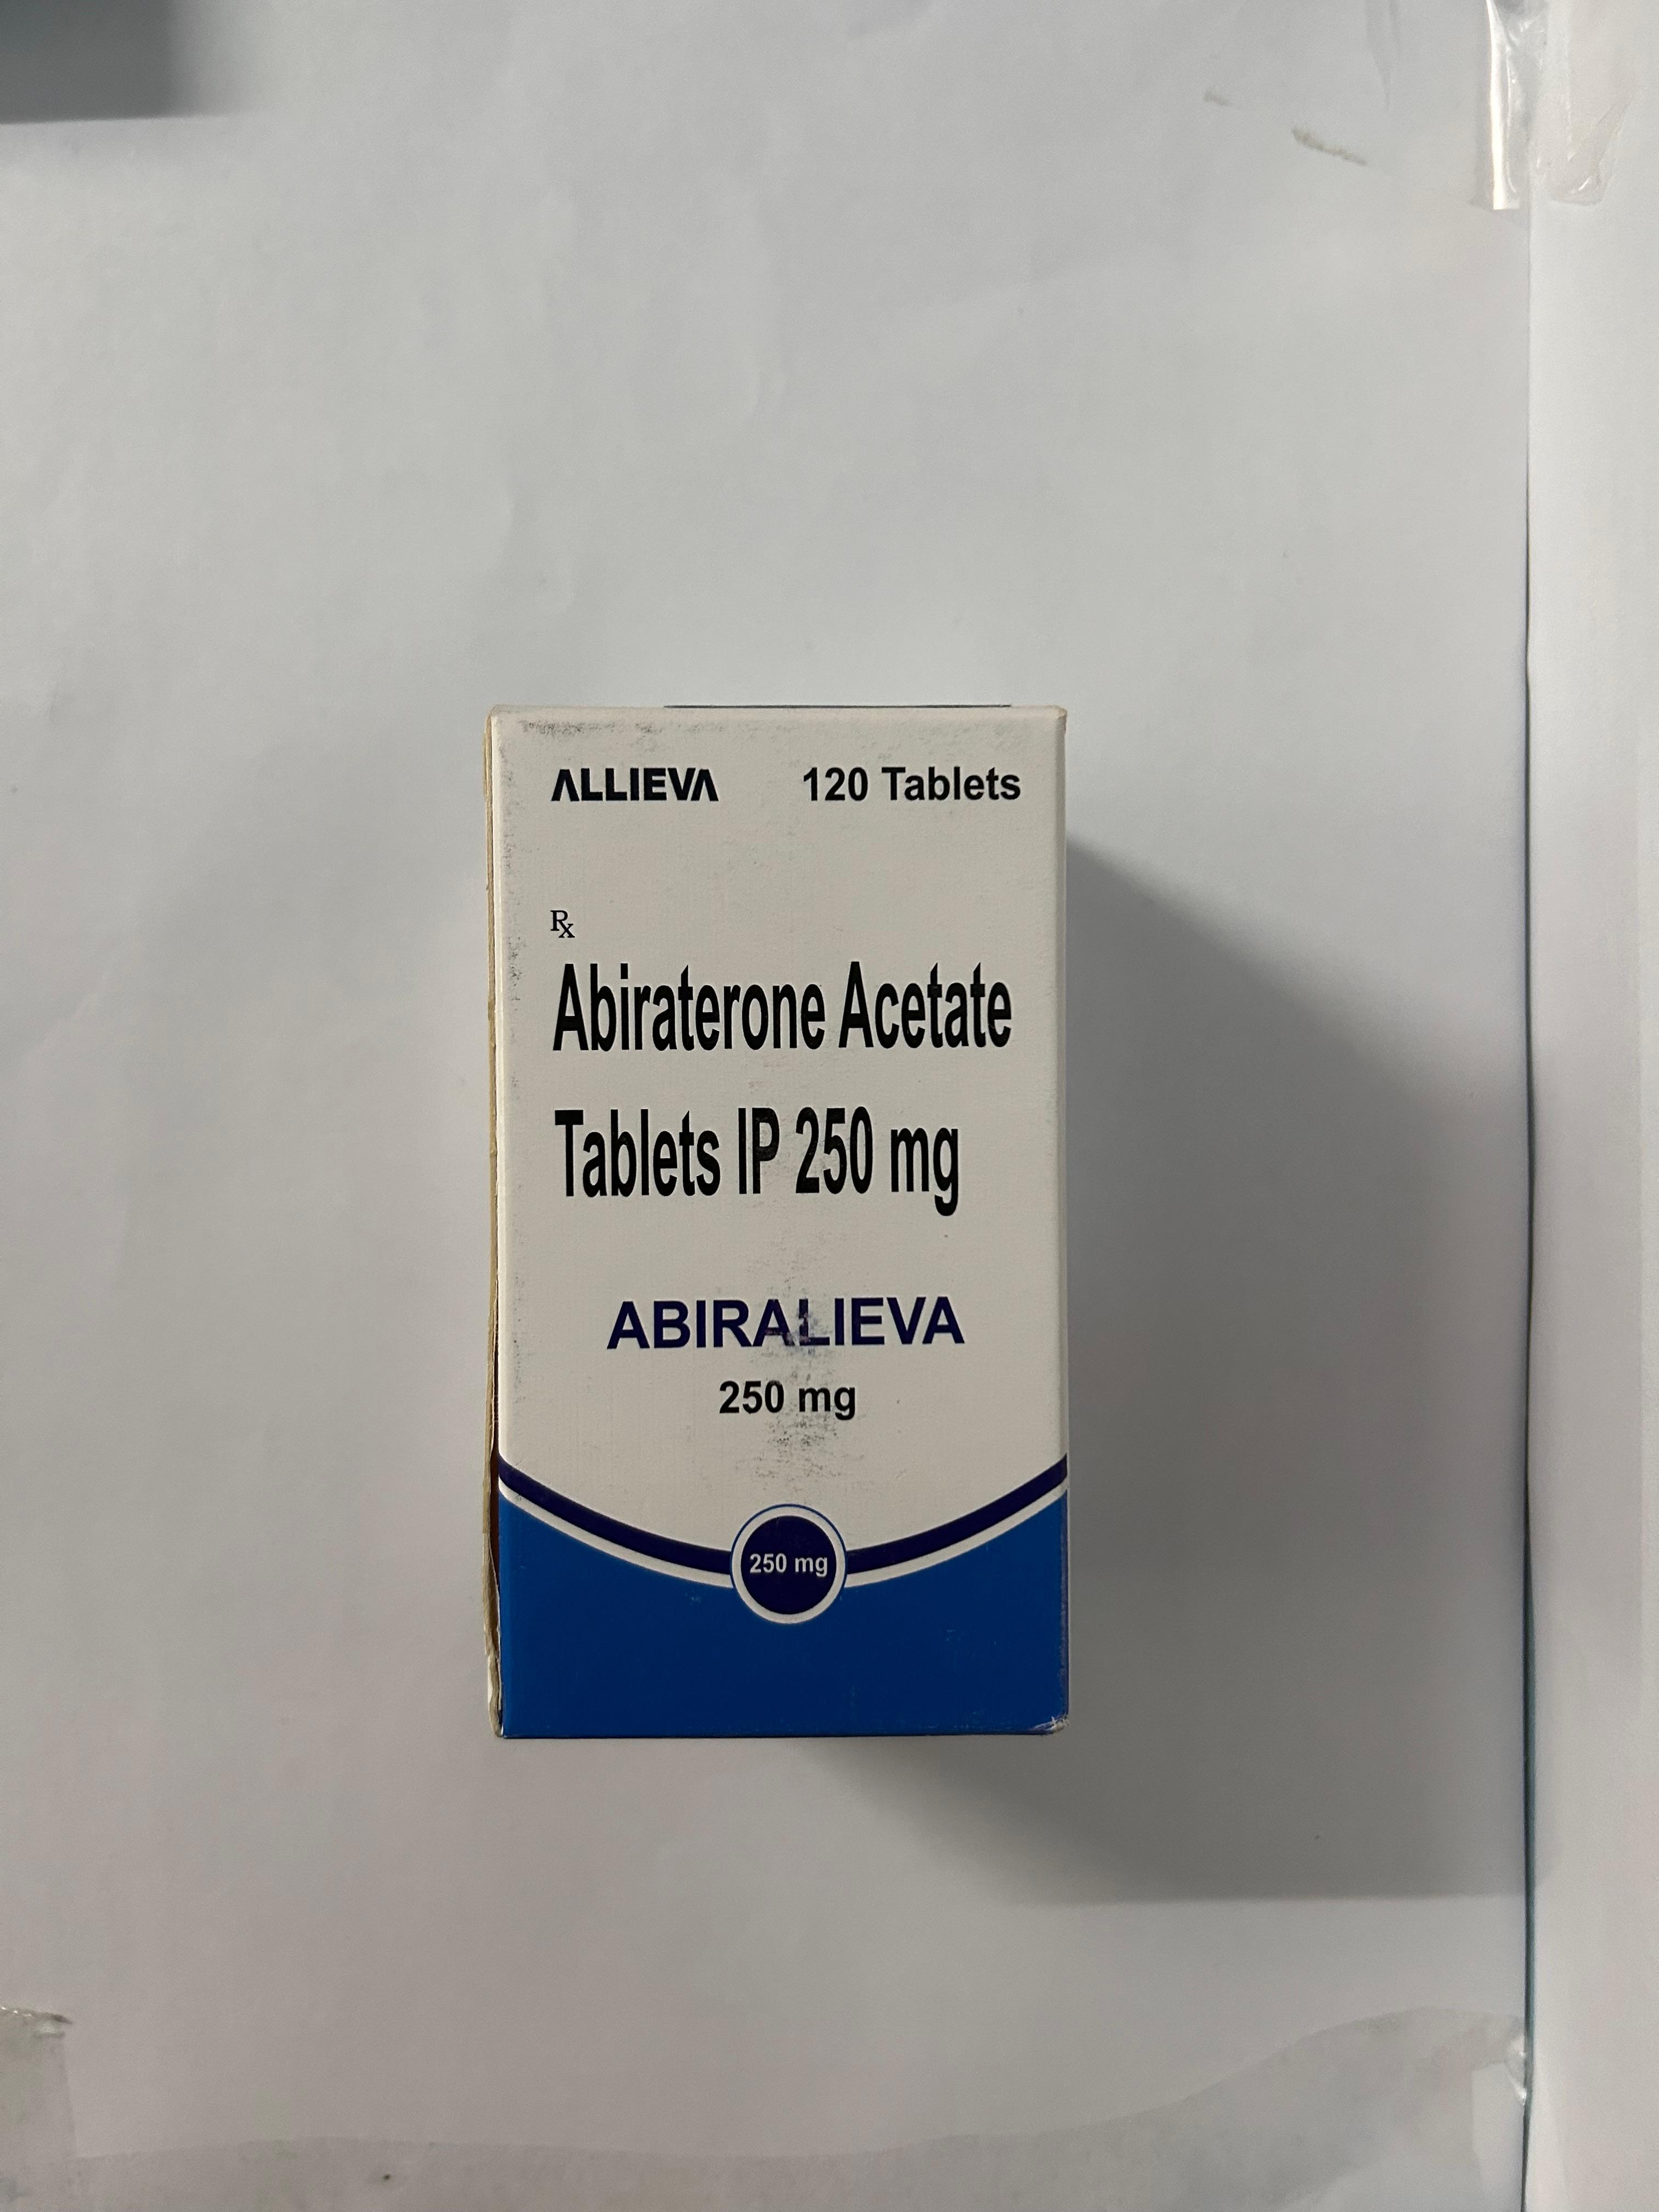 ALLIEVA 120 Tablets
Rx
Abiraterone Acetate
Tablets IP 250 mg
ABIRALIEVA
250 mg
250 mg